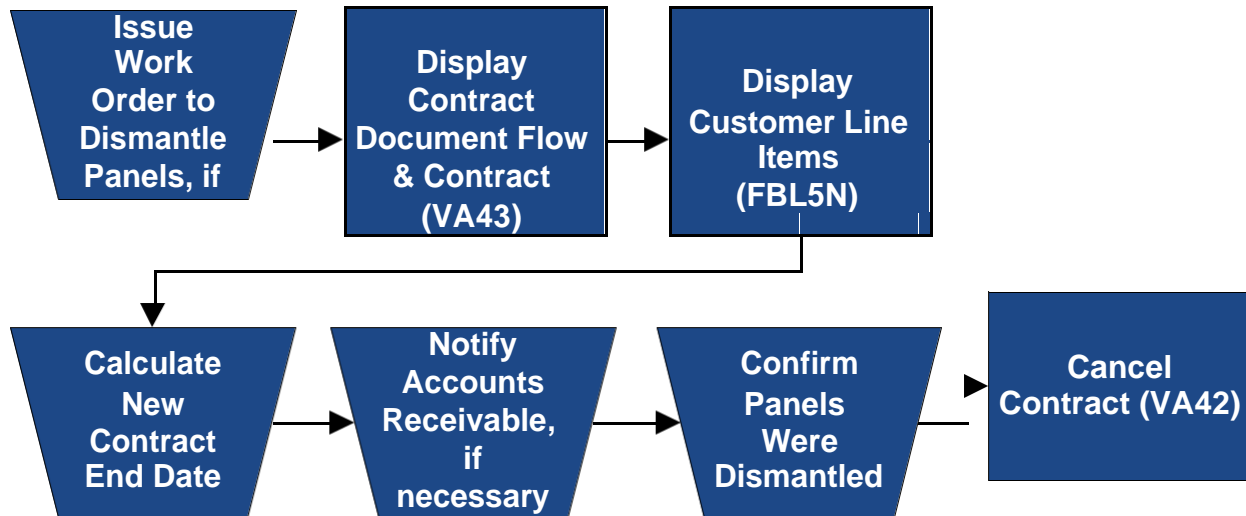 Issue
Work
Order to
Dismantle
Panels, if
Display
Contract
Document Flow
& Contract
(VA43)
Display
Customer Line
Items
(FBL5N)
Calculate
New
Contract
End Date
Notify
Accounts
Receivable,
if
necessary
Confirm
Panels
Were
Dismantled
Cancel
Contract (VA42)